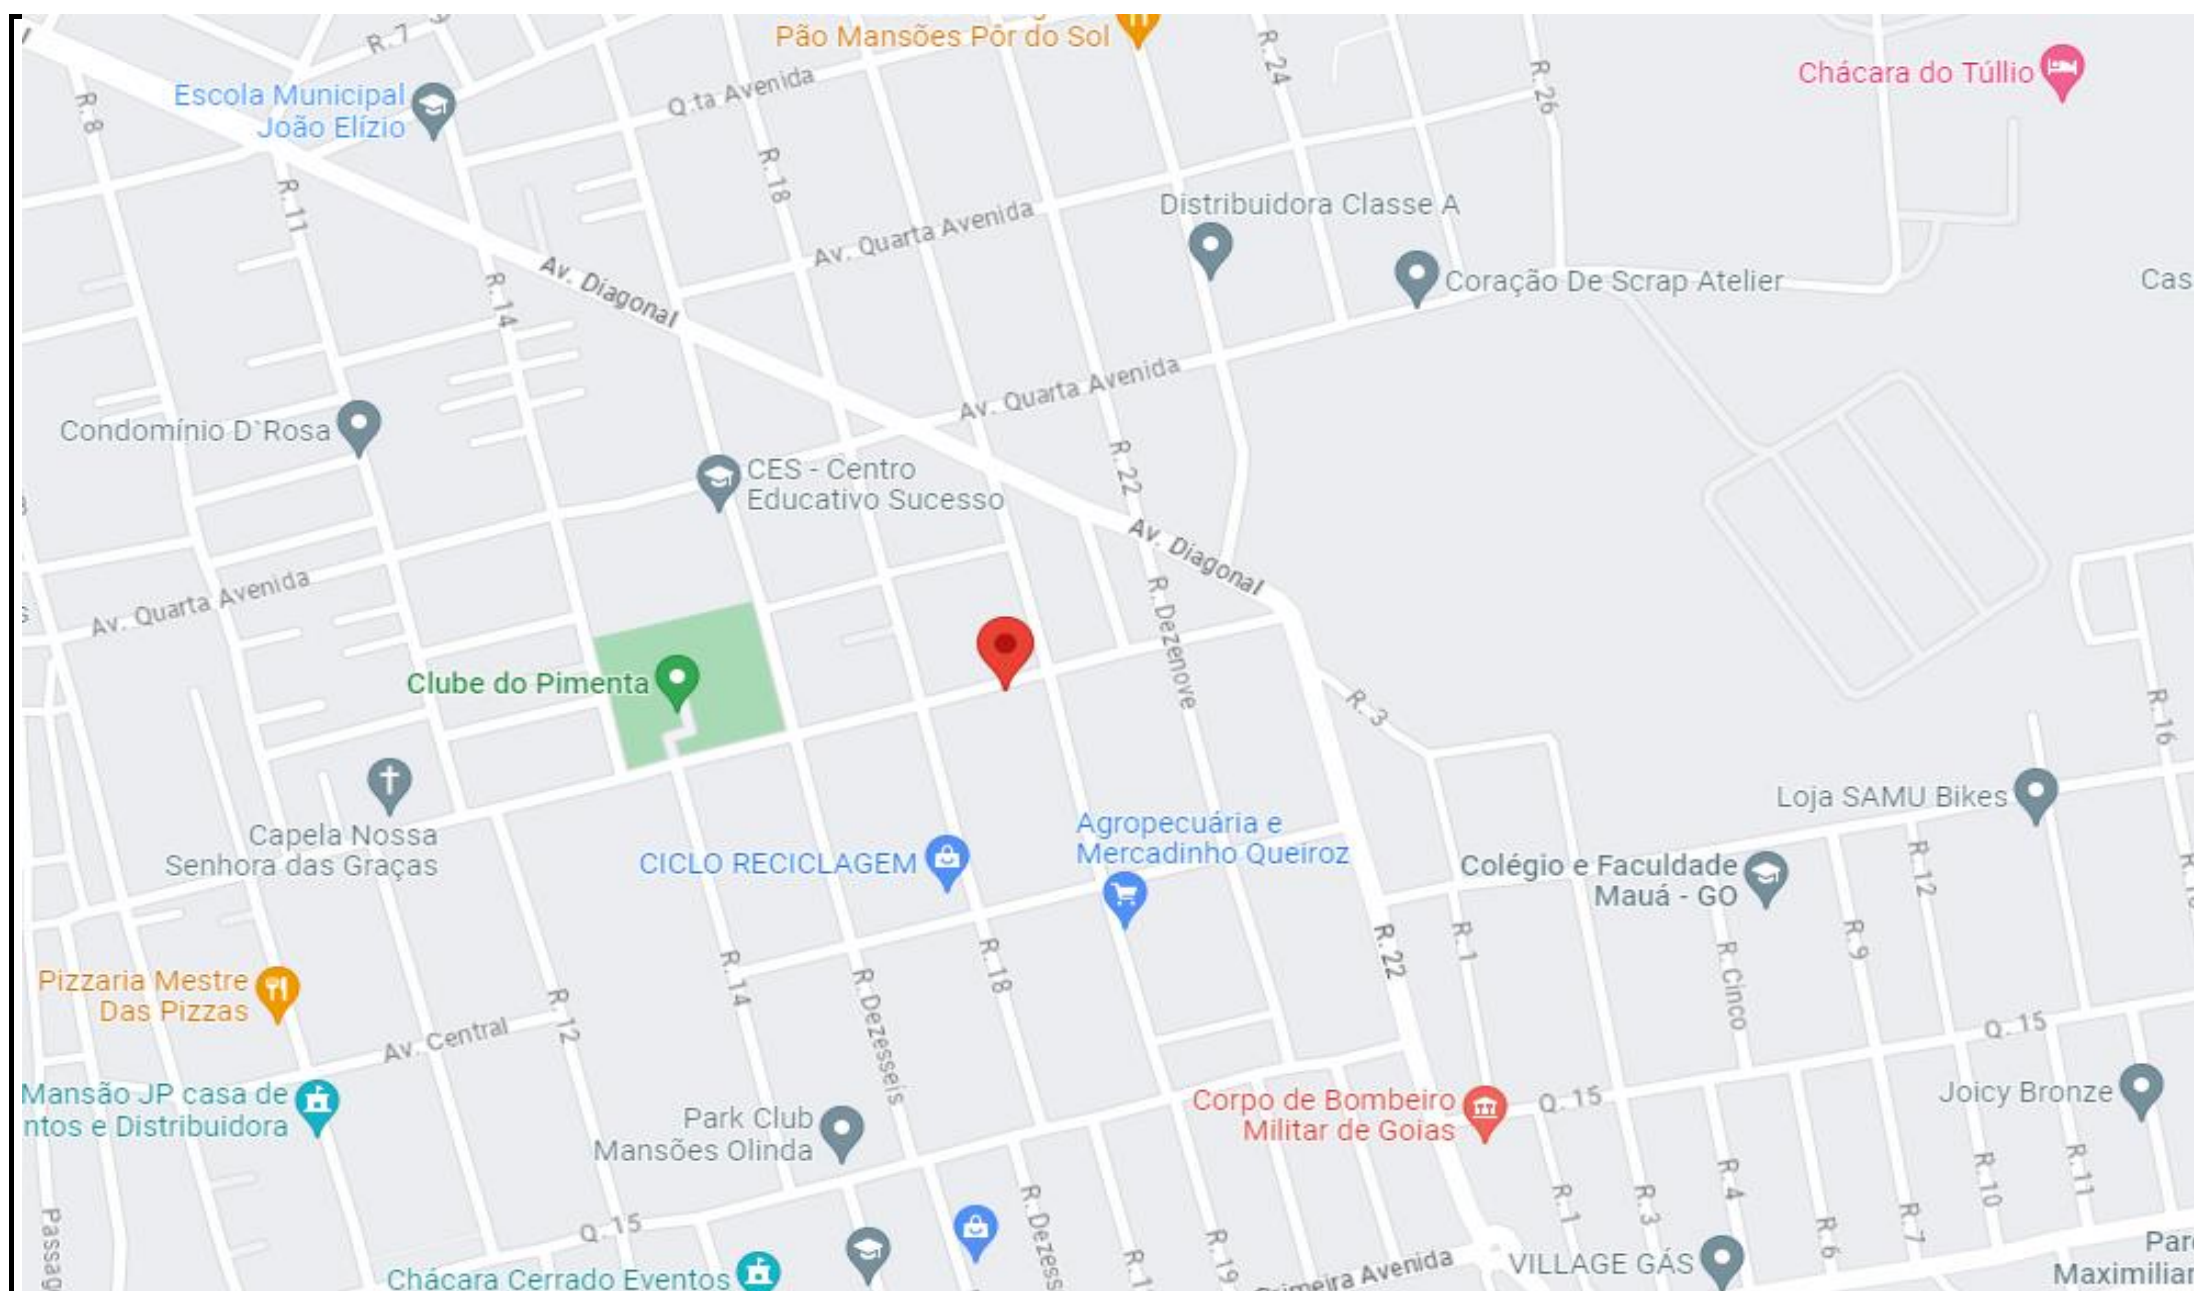 Pão Mansões Pôr do Sol
R. 7
R. 24
R. 26
Chácara do Túllio
Escola Municipal
João Elízio
Q.ta Avenida
R. 8
R. 18
R. 11
Distribuidora Classe A
Av. Quarta Avenida
Av. Diagonal
R. 14
Coração De Scrap Atelier
Cas
Av. Quarta Avenida
Condomínio D`Rosa
CES - Centro
Educativo Sucesso
R. 22
Av. Diagonal
Av. Quarta Avenida
R. Dezenove
Clube do Pimenta
R. 3
R. 16
Capela Nossa
Senhora das Graças
CICLO RECICLAGEM
Agropecuária e
Mercadinho Queiroz
Loja SAMU Bikes
Colégio e Faculdade
Mauá - GO
R. 12
R. 14
R. 18
R. 22
R. 1
R. Cinco
R. 9
Pizzaria Mestre
Das Pizzas
R. 12
R. Dezesseis
Av. Central
Q. 15
Mansão JP casa de
ntos e Distribuidora
Park Club
Mansões Olinda
Corpo de Bombeiro
Militar de Goias
Q. 15
Joicy Bronze
R. 4
R. 10
R. 11
Passag
Q. 15
R. Dezess
R. 1
R. 19
R. 1
R. 3
R. 6
R. 7
Chácara Cerrado Eventos
rimeira Avenida
VILLAGE GÁS
Par
Maximilian